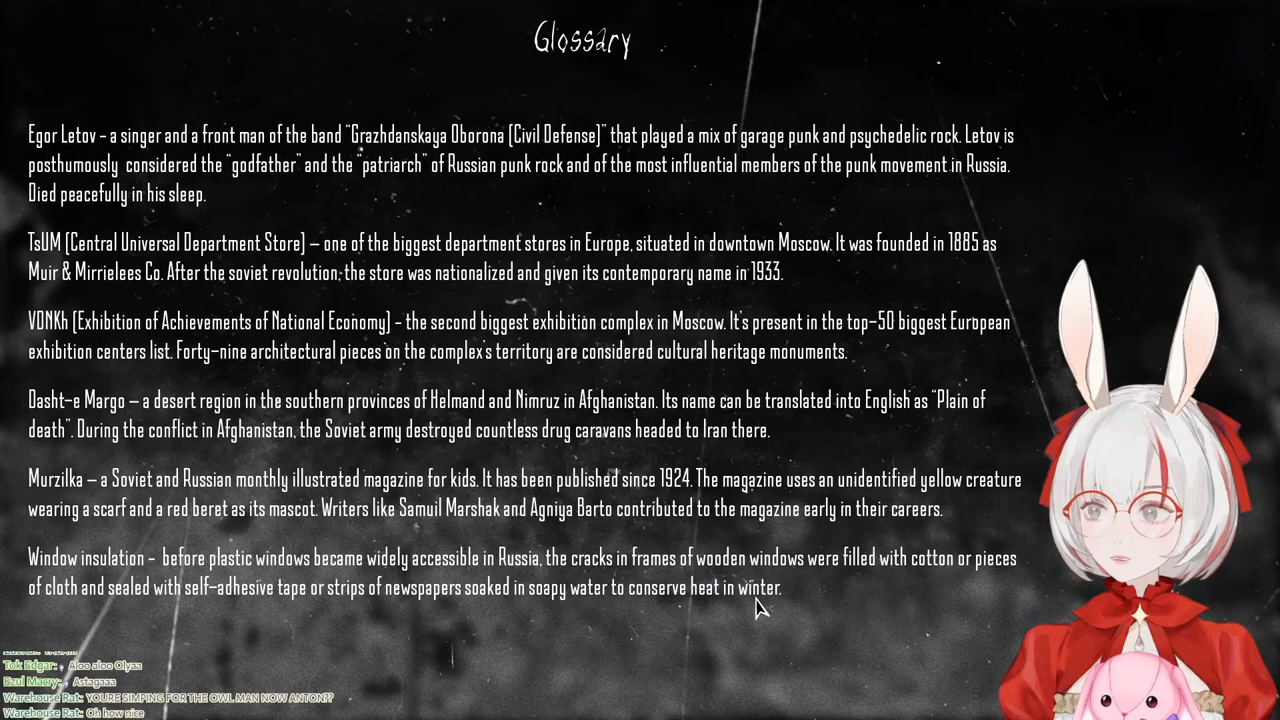 Glossary
Egor Letov - a singer and a front man of the band "Grazhdanskaya Oborona (Civil Defense)" that played a mix of garage punk and psychedelic rock. Letov is
posthumously considered the "godfather" and the "patriarch" of Russian punk rock and of the most influential members of the punk movement in Russia.
Died peacefully in his sleep.
TsUM (Central Universal Department Store) – one of the biggest department stores in Europe, situated in downtown Moscow. It was founded in 1885 as
Muir & Mirrielees Co. After the soviet revolution, the store was nationalized and given its contemporary name in 1933.
VDNKh (Exhibition of Achievements of National Economy) - the second biggest exhibition complex in Moscow. It's present in the top-50 biggest European
exhibition centers list. Forty-nine architectural pieces on the complex's territory are considered cultural heritage monuments.
Dasht-e Margo – a desert region in the southern provinces of Helmand and Nimruz in Afghanistan. Its name can be translated into English as "Plain of
death". During the conflict in Afghanistan, the Soviet army destroyed countless drug caravans headed to Iran there.
Murzilka – a Soviet and Russian monthly illustrated magazine for kids. It has been published since 1924. The magazine uses an unidentified yellow creature
wearing a scarf and a red beret as its mascot. Writers like Samuil Marshak and Agniya Barto contributed to the magazine early in their careers.
Window insulation - before plastic windows became widely accessible in Russia, the cracks in frames of wooden windows were filled with cotton or pieces
of cloth and sealed with self-adhesive tape or strips of newspapers soaked in soapy water to conserve heat in winter.
Tok Edgar: Aloo aloo Olyaa
Bzul Macry: Astagaaa
Warehouse Rat: YOURE SIMPING FOR THE OWL MAN NOW ANTON??
Warehouse Rat: Oh how nice